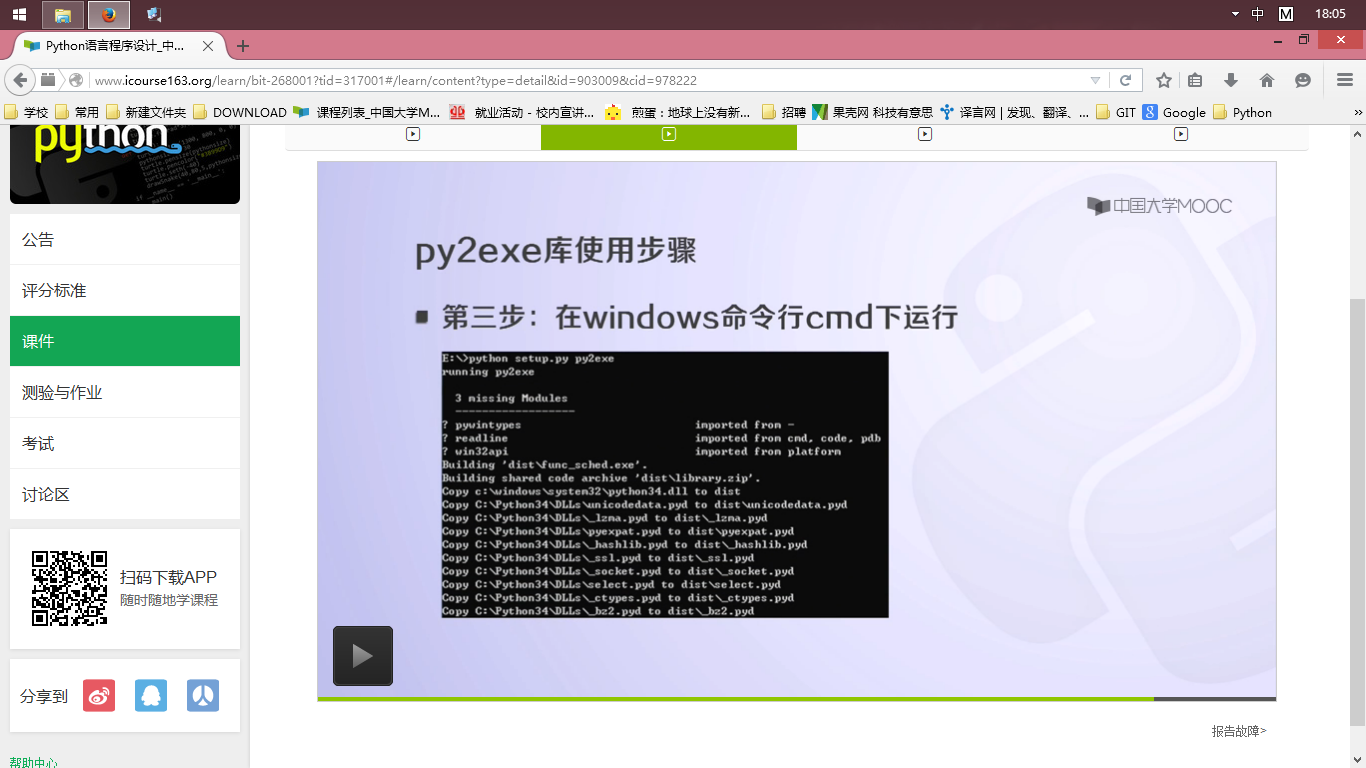 中 M 18:05
Python语言程序设计_中...
www.icourse163.org/learn/bit-268001?tid=317001#/learn/content?type=detail&id=903009&cid=978222
学校 常用 新建文件夹 DOWNLOAD 课程列表_中国大学M... 就业活动 - 校内宣讲... 煎蛋：地球上没有新... 招聘 果壳网 科技有意思 译言网 | 发现、翻译、... GIT Google Python »
python
公告
评分标准
课件
测验与作业
考试
讨论区
扫码下载APP
随时随地学课程
分享到
帮助中心
中国大学MOOC
py2exe库使用步骤
第三步：在windows命令行cmd下运行
E:\>python setup.py py2exe
running py2exe
3 missing Modules
------------------
? pywintypes imported from -
? readline imported from cmd, code, pdb
? win32api imported from platform
Building 'dist\func_sched.exe'.
Building shared code archive 'dist\library.zip'.
Copy c:\windows\system32\python34.dll to dist
Copy C:\Python34\DLLs\unicodedata.pyd to dist\unicodedata.pyd
Copy C:\Python34\DLLs\_lzma.pyd to dist\_lzma.pyd
Copy C:\Python34\DLLs\pyexpat.pyd to dist\pyexpat.pyd
Copy C:\Python34\DLLs\_hashlib.pyd to dist\_hashlib.pyd
Copy C:\Python34\DLLs\_ssl.pyd to dist\_ssl.pyd
Copy C:\Python34\DLLs\_socket.pyd to dist\_socket.pyd
Copy C:\Python34\DLLs\select.pyd to dist\select.pyd
Copy C:\Python34\DLLs\_ctypes.pyd to dist\_ctypes.pyd
Copy C:\Python34\DLLs\_bz2.pyd to dist\_bz2.pyd
报告故障>